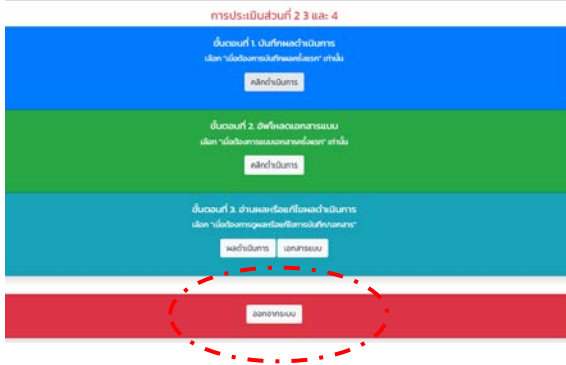 การประเมินส่วนที่ 2 3 และ 4
ขั้นตอนที่ 1. บันทึกผลดำเนินการ
เลือก "เมื่อต้องการบันทึกผลครั้งแรก" เท่านั้น
คลิกดำเนินการ
ขั้นตอนที่ 2. อัพโหลดเอกสารแนบ
เลือก "เมื่อต้องการแนบเอกสารครั้งแรก" เท่านั้น
คลิกดำเนินการ
ขั้นตอนที่ 3. อ่านผลหรือแก้ไขผลดำเนินการ
เลือก "เมื่อต้องการดูผลหรือแก้ไขการบันทึก/เอกสาร"
ผลดำเนินการ เอกสารแนบ
ออกจากระบบ